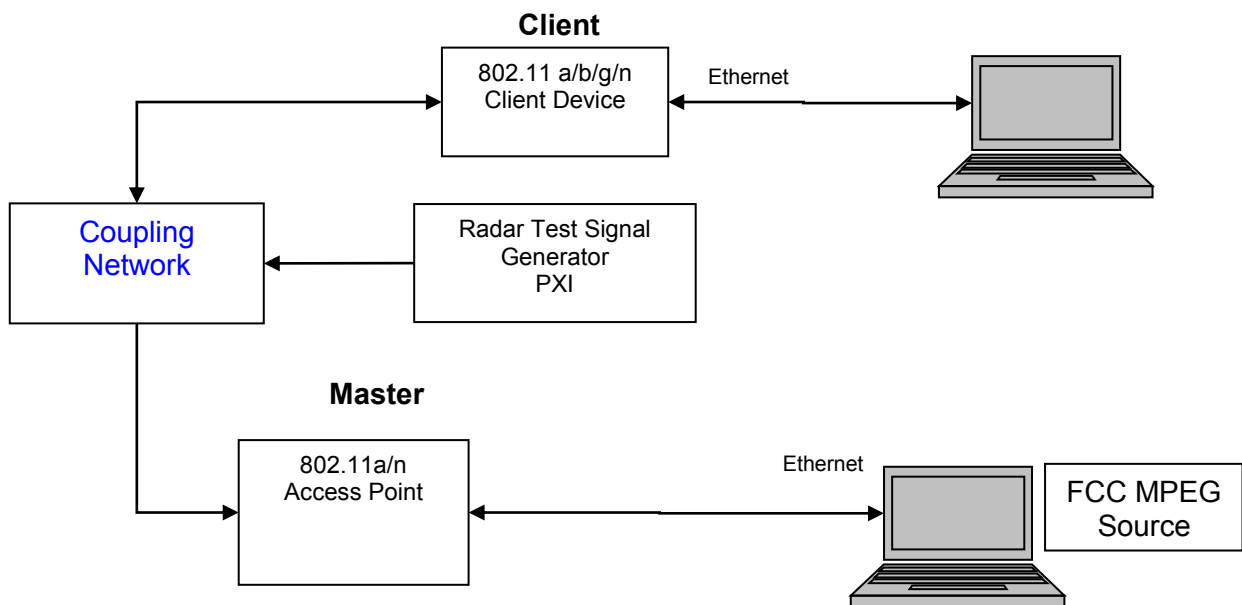 Client
802.11 a/b/g/n
Client Device
Ethernet
Coupling
Network
Radar Test Signal
Generator
PXI
Master
802.11a/n
Access Point
Ethernet
FCC MPEG
Source